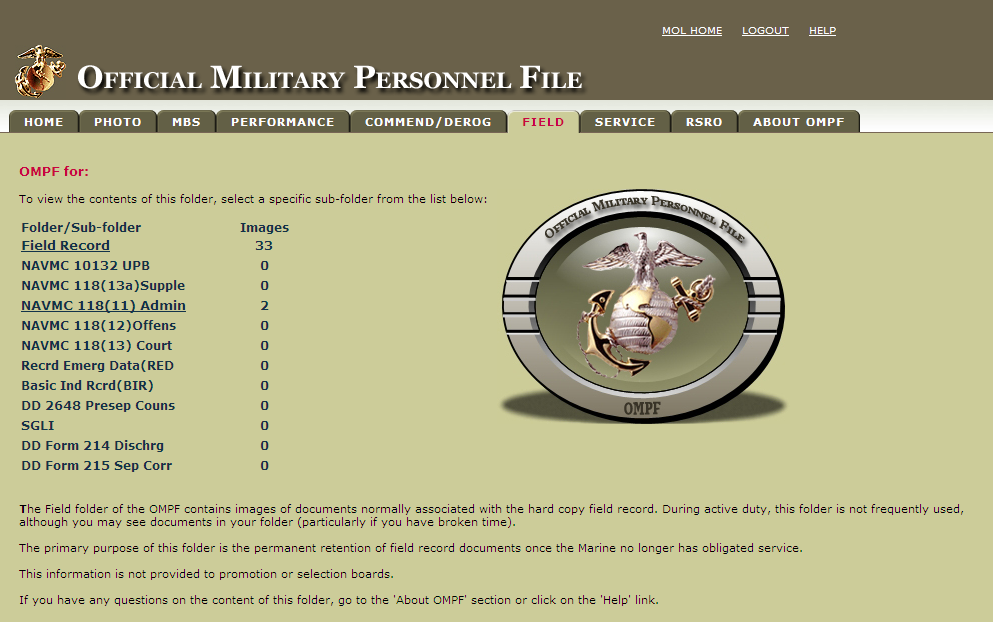 MOL HOME LOGOUT HELP
Official Military Personnel File
HOME PHOTO MBS PERFORMANCE COMMEND/DEROG FIELD SERVICE RSRO ABOUT OMPF
OMPF for:
To view the contents of this folder, select a specific sub-folder from the list below:
Folder/Sub-folder Images
Field Record 33
NAVMC 10132 UPB 0
NAVMC 118(13a)Supple 0
NAVMC 118(11) Admin 2
NAVMC 118(12)Offens 0
NAVMC 118(13) Court 0
Recrd Emerg Data(RED 0
Basic Ind Rcrd(BIR) 0
DD 2648 Presep Couns 0
SGLI 0
DD Form 214 Dischrg 0
DD Form 215 Sep Corr 0
Official Military Personnel File
OMPF
The Field folder of the OMPF contains images of documents normally associated with the hard copy field record. During active duty, this folder is not frequently used,
although you may see documents in your folder (particularly if you have broken time).
The primary purpose of this folder is the permanent retention of field record documents once the Marine no longer has obligated service.
This information is not provided to promotion or selection boards.
If you have any questions on the content of this folder, go to the 'About OMPF' section or click on the 'Help' link.